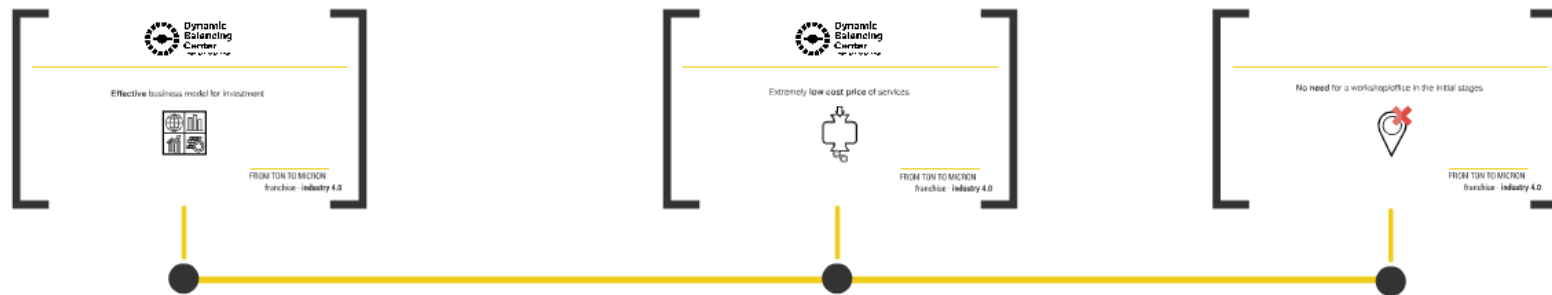 Dynamic
Balancing
Center
Effective business model for investment
FROM TON TO MICRON
franchise - industry 4.0
Dynamic
Balancing
Center
Extremely low cost price of services
FROM TON TO MICRON
franchise - industry 4.0
No need for a workshop/office in the initial stages
FROM TON TO MICRON
franchise - industry 4.0